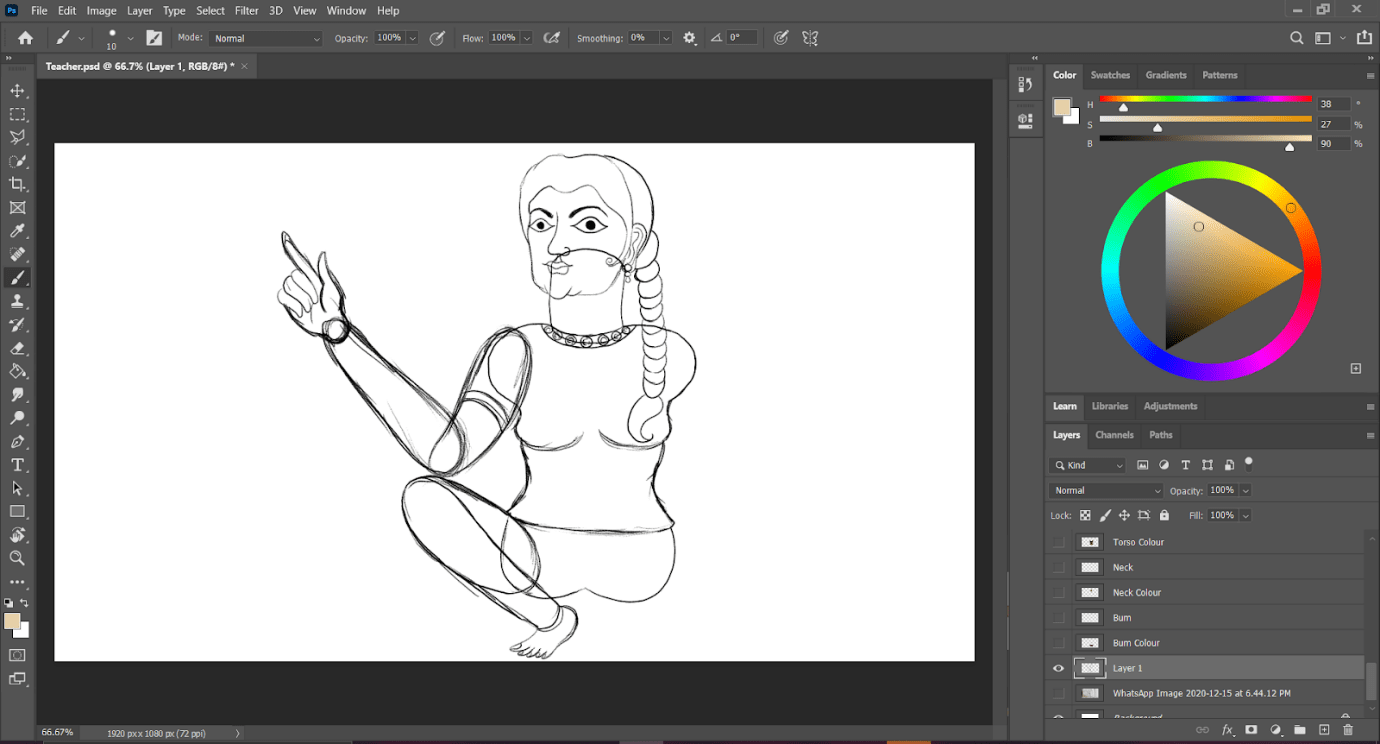 Ps File Edit Image Layer Type Select Filter 3D View Window Help
10 Mode: Normal Opacity: 100% Flow: 100% Smoothing: 0% 0°
Teacher.psd @ 66.7% (Layer 1, RGB/8#) * ×
Color Swatches Gradients Patterns
H 38 °
S 27 %
B 90 %
Learn Libraries Adjustments
Layers Channels Paths
Kind
Normal Opacity: 100%
Lock: Fill: 100%
Torso Colour
Neck
Neck Colour
Bum
Bum Colour
Layer 1
WhatsApp Image 2020-12-15 at 6.44.12 PM
Background
66.67% 1920 px x 1080 px (72 ppi)